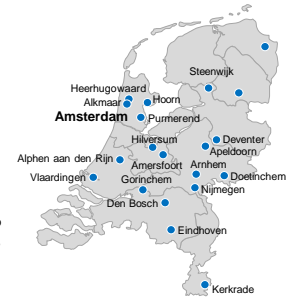 Steenwijk
Heerhugowaard
Alkmaar
Hoorn
Amsterdam
Purmerend
Hilversum
Deventer
Apeldoorn
Alphen aan den Rijn
Amersfoort
Arnhem
Vlaardingen
Doetinchem
Gorinchem
Nijmegen
Den Bosch
Eindhoven
Kerkrade